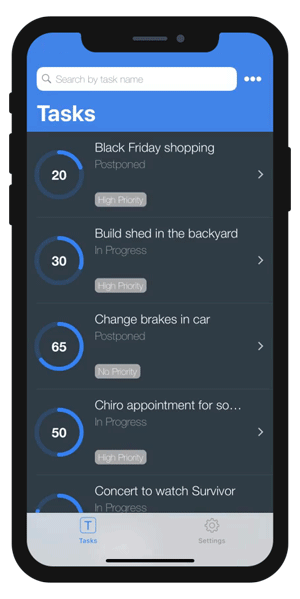 Search by task name
Tasks
Black Friday shopping
Postponed
20
High Priority
Build shed in the backyard
In Progress
30
High Priority
Change brakes in car
Postponed
65
No Priority
Chiro appointment for so...
In Progress
50
High Priority
Concert to watch Survivor
In Progress
T
Tasks
Settings